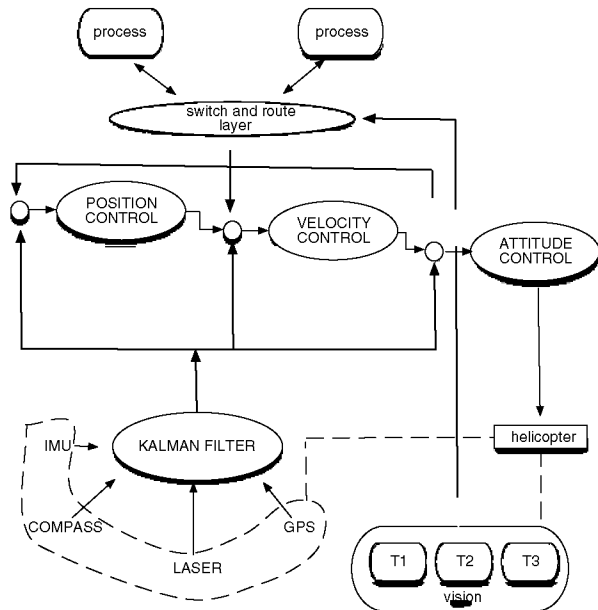 process
process
switch and route
layer
POSITION
CONTROL
VELOCITY
CONTROL
ATTITUDE
CONTROL
IMU
KALMAN FILTER
helicopter
COMPASS
GPS
LASER
T1
T2
T3
vision